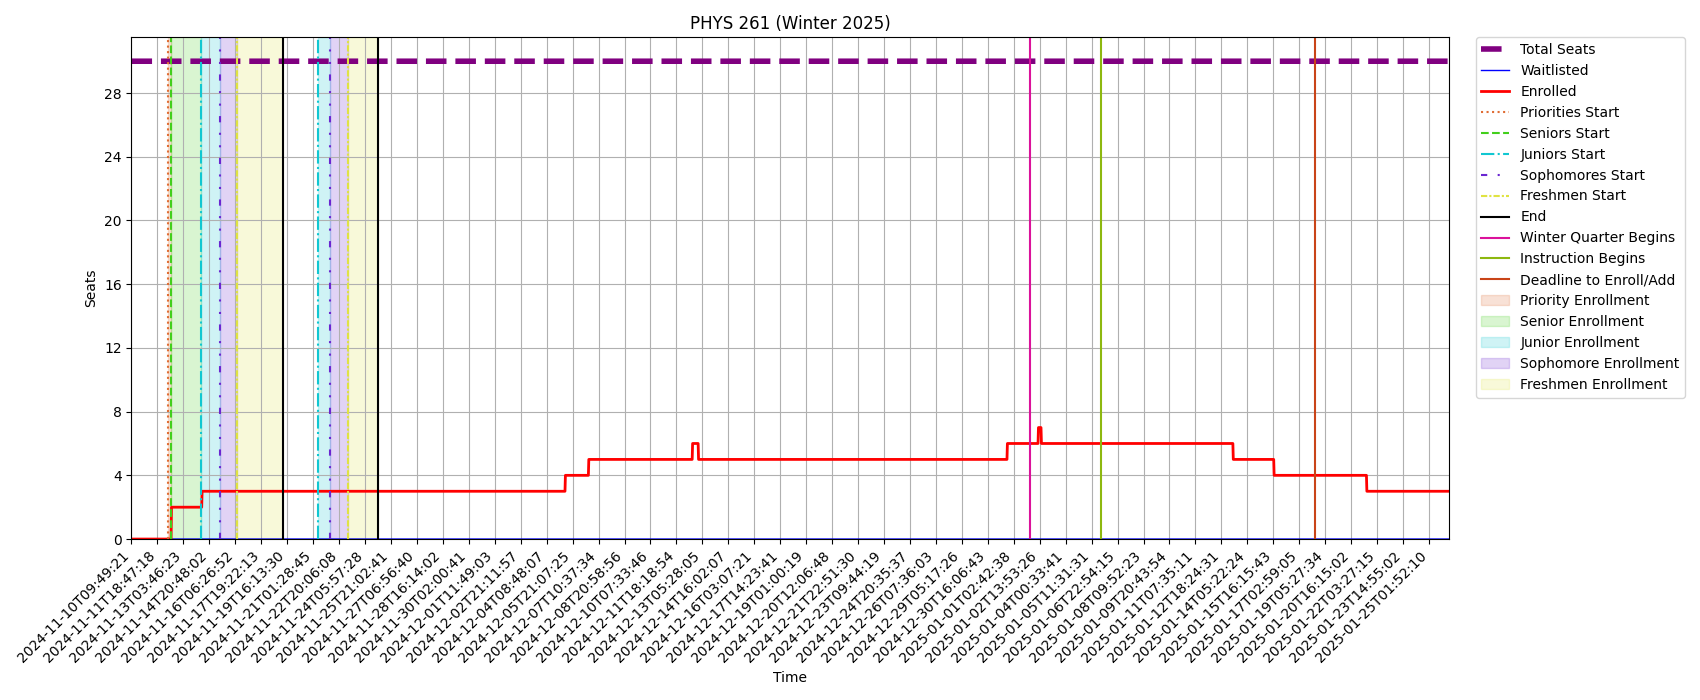 PHYS 261 (Winter 2025)
Seats
28
24
20
16
12
8
4
0
2024-11-10T09:49:21
2024-11-11T18:47:18
2024-11-13T03:46:23
2024-11-14T20:48:02
2024-11-16T06:26:52
2024-11-17T19:22:13
2024-11-19T16:13:30
2024-11-21T01:28:45
2024-11-22T20:06:08
2024-11-24T05:57:28
2024-11-27T01:02:41
2024-11-27T06:56:40
2024-11-28T16:14:02
2024-11-30T02:00:41
2024-12-01T11:49:03
2024-12-02T21:11:57
2024-12-04T08:48:07
2024-12-05T21:07:25
2024-12-07T10:37:34
2024-12-08T20:58:56
2024-12-10T07:33:46
2024-12-11T18:18:54
2024-12-13T05:28:05
2024-12-14T16:02:07
2024-12-16T03:07:21
2024-12-17T14:23:41
2024-12-19T01:00:19
2024-12-20T12:06:48
2024-12-21T22:51:30
2024-12-23T09:44:19
2024-12-24T20:35:37
2024-12-26T07:36:03
2024-12-29T05:17:26
2024-12-30T16:06:43
2025-01-01T02:42:38
2025-01-02T13:53:26
2025-01-04T00:33:41
2025-01-05T11:31:31
2025-01-06T22:54:15
2025-01-08T09:52:23
2025-01-09T20:43:54
2025-01-11T07:35:11
2025-01-12T18:24:31
2025-01-14T05:22:24
2025-01-15T16:15:43
2025-01-17T02:59:05
2025-01-19T05:27:34
2025-01-20T16:15:02
2025-01-22T03:27:15
2025-01-23T14:55:02
2025-01-25T01:52:10
Time
Total Seats
Waitlisted
Enrolled
Priorities Start
Seniors Start
Juniors Start
Sophomores Start
Freshmen Start
End
Winter Quarter Begins
Instruction Begins
Deadline to Enroll/Add
Priority Enrollment
Senior Enrollment
Junior Enrollment
Sophomore Enrollment
Freshmen Enrollment